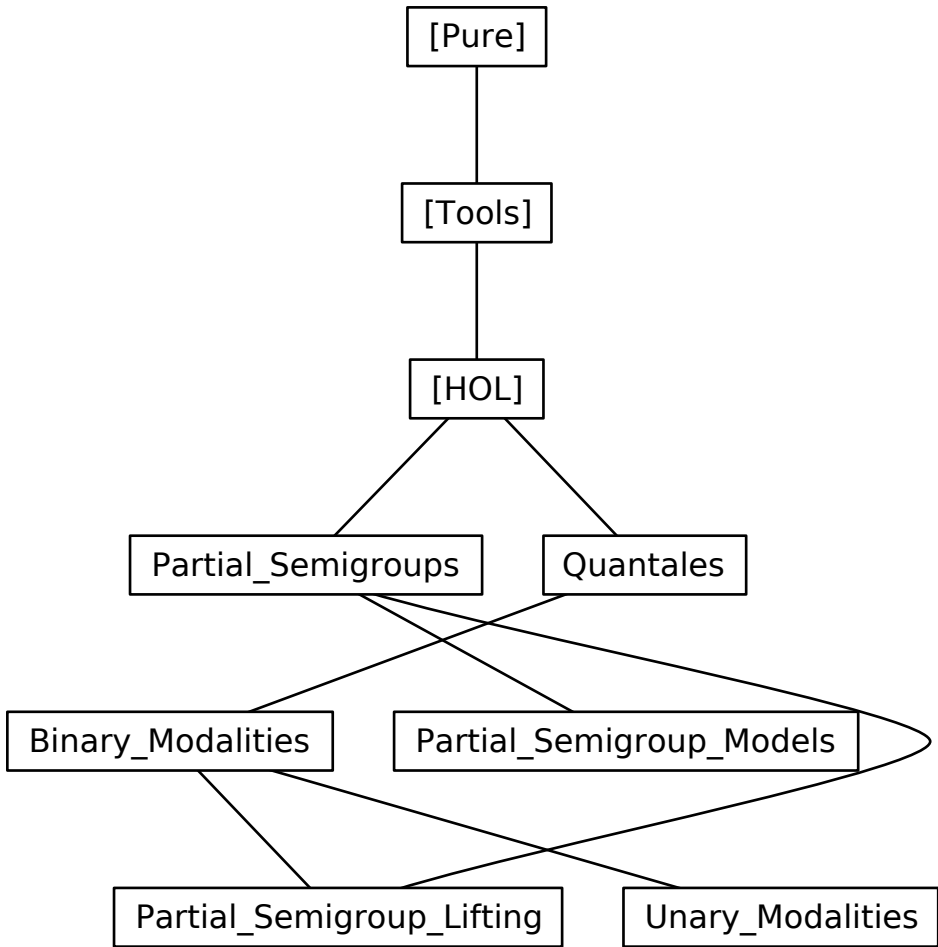 [Pure]
[Tools]
[HOL]
Partial_Semigroups
Quantales
Binary_Modalities
Partial_Semigroup_Models
Partial_Semigroup_Lifting
Unary_Modalities